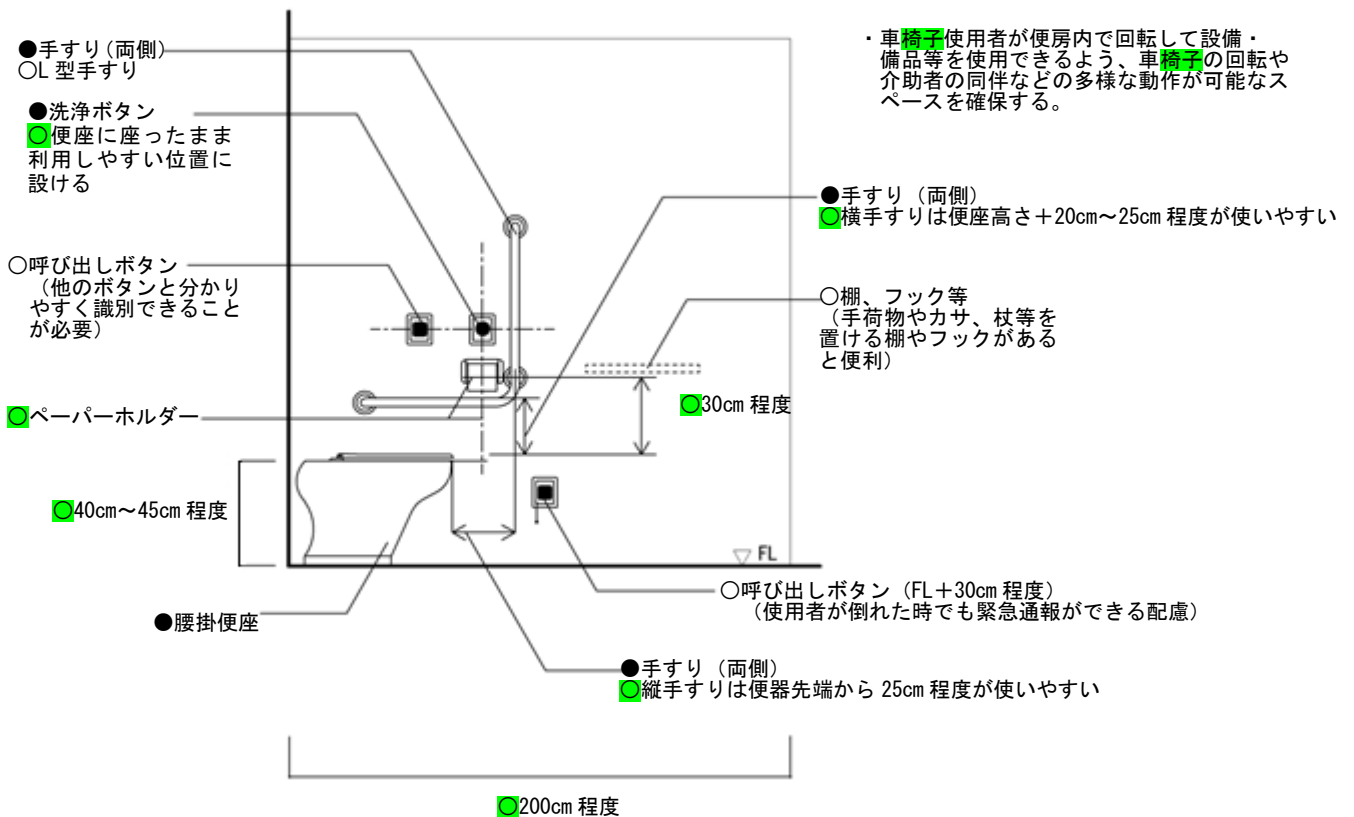 ●手すり(両側)
○L 型手すり
●洗浄ボタン
○便座に座ったまま
利用しやすい位置に
設ける
○呼び出しボタン
(他のボタンと分かり
やすく識別できること
が必要)
○ペーパーホルダー
○40cm~45cm 程度
●腰掛便座
・車椅子使用者が便房内で回転して設備・
備品等を使用できるよう、車椅子の回転や
介助者の同伴などの多様な動作が可能なス
ペースを確保する。
●手すり(両側)
○横手すりは便座高さ+20cm~25cm 程度が使いやすい
○棚、フック等
(手荷物やカサ、杖等を
置ける棚やフックがある
と便利)
○30cm 程度
▽ FL
○呼び出しボタン(FL+30cm 程度)
(使用者が倒れた時でも緊急通報ができる配慮)
●手すり(両側)
○縦手すりは便器先端から 25cm 程度が使いやすい
○200cm 程度